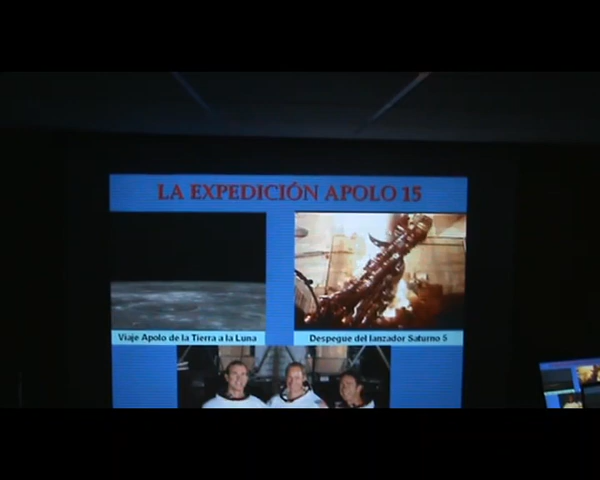 LA EXPEDICIÓN APOLO 15
Viaje Apolo de la Tierra a la Luna
Despegue del lanzador Saturno 5